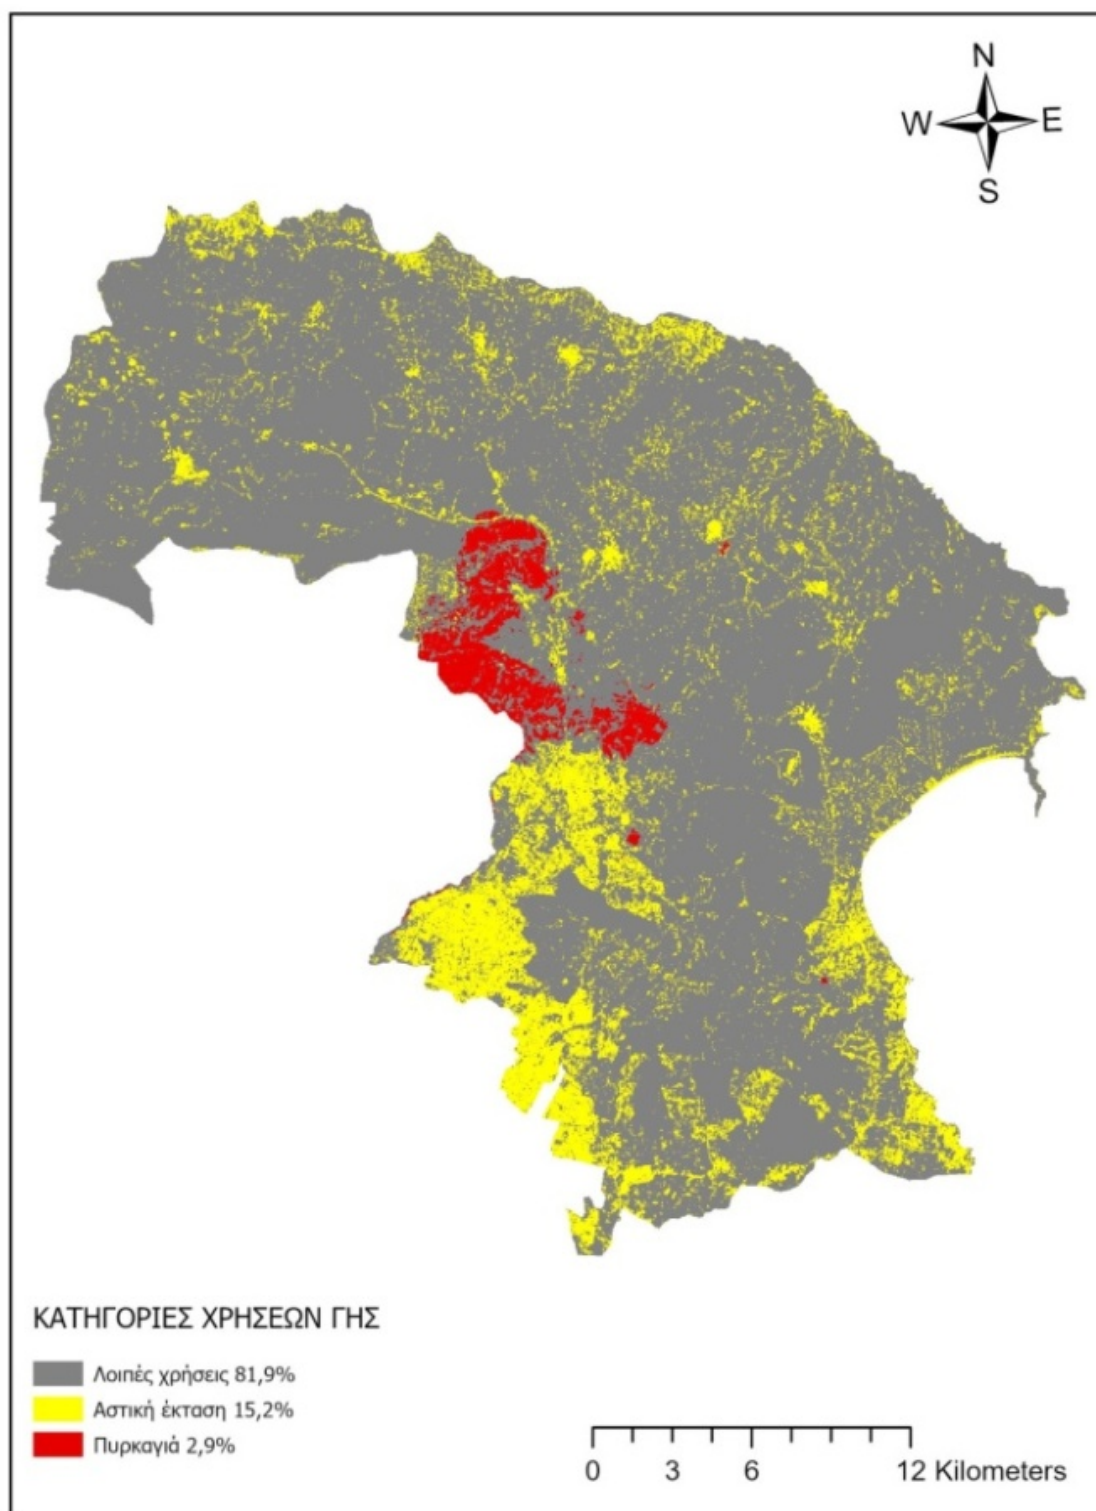 N
W E
S
ΚΑΤΗΓΟΡΙΕΣ ΧΡΗΣΕΩΝ ΓΗΣ
Λοιπές χρήσεις 81,9%
Αστική έκταση 15,2%
Πυρκαγιά 2,9%
0 3 6 12 Kilometers